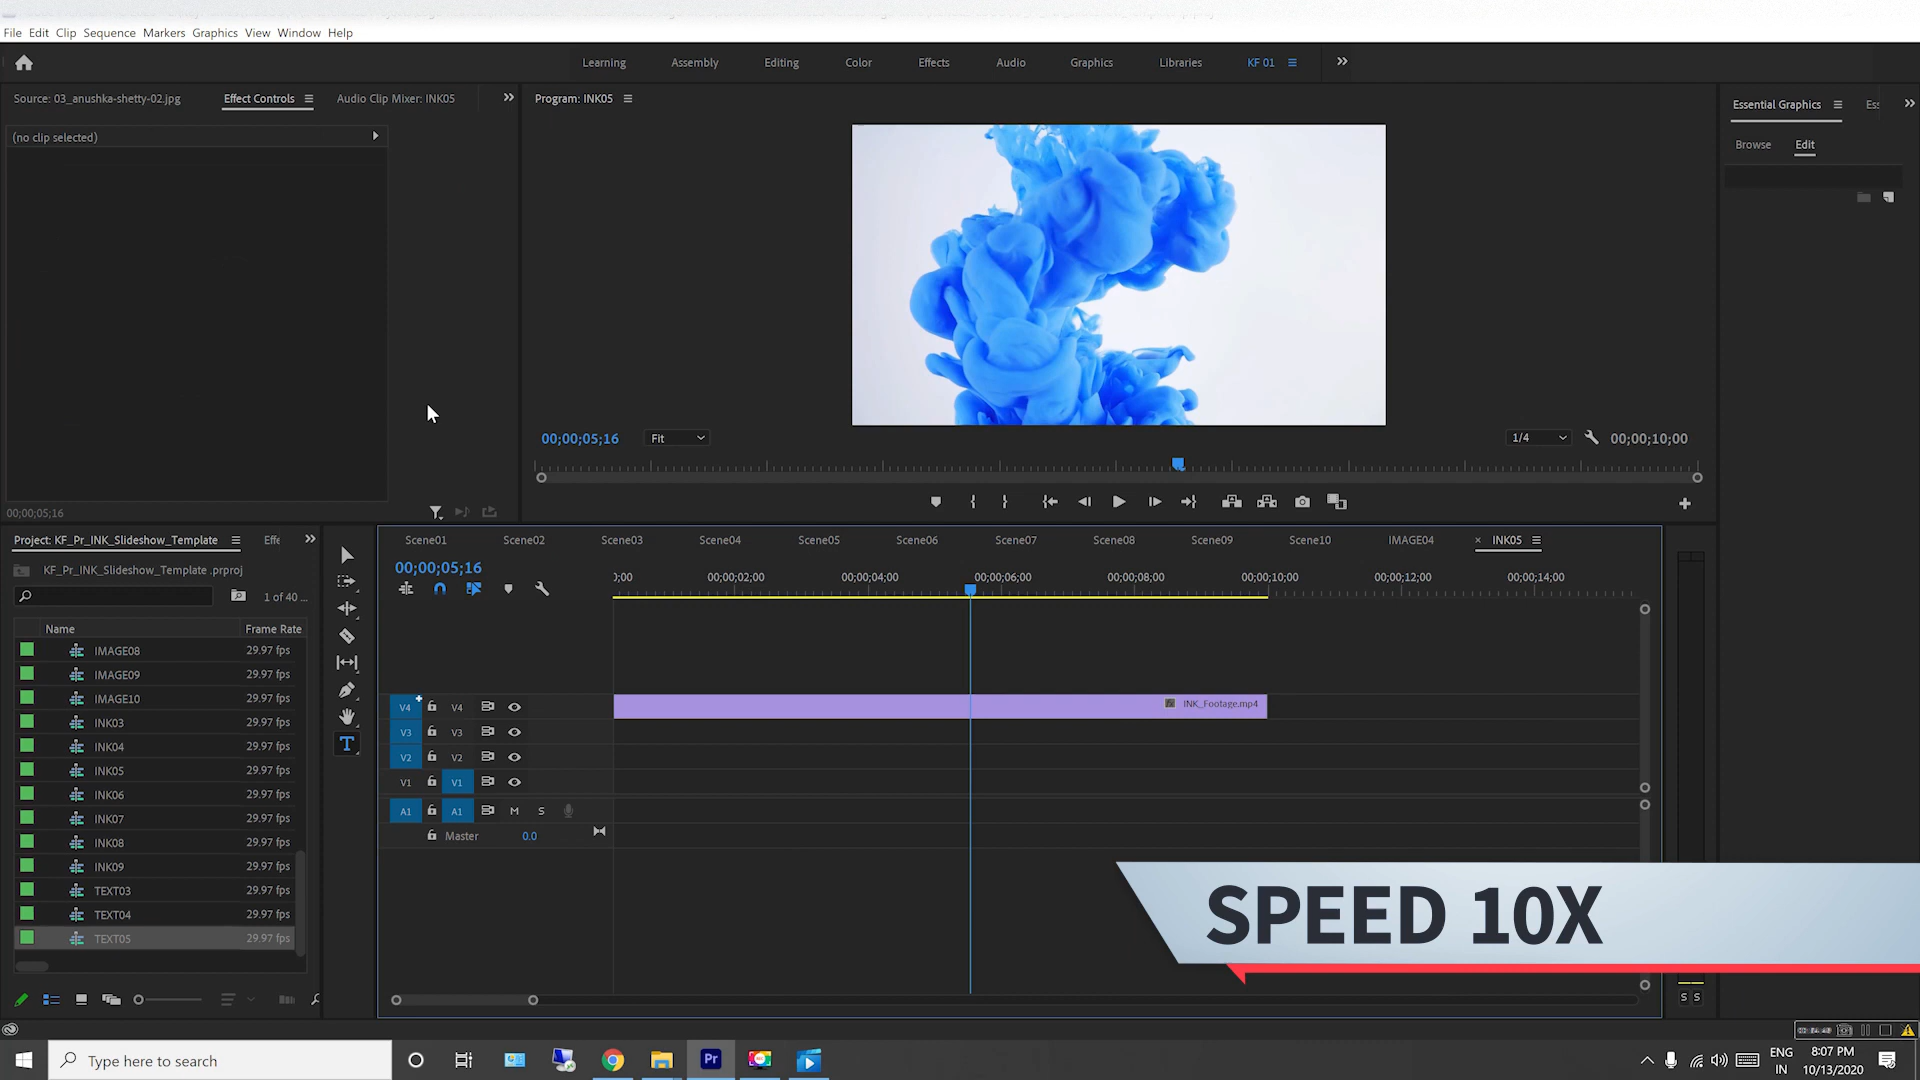 File Edit Clip Sequence Markers Graphics View Window Help
Learning Assembly Editing Color Effects Audio Graphics Libraries KF 01
Source: 03_anushka-shetty-02.jpg Effect Controls Audio Clip Mixer: INK05
Program: INK05
Essential Graphics Es
(no clip selected)
Browse Edit
00;00;05;16 Fit 1/4 00;00;10;00
00;00;05;16
Project: KF_Pr_INK_Slideshow_Template Effe
Scene01 Scene02 Scene03 Scene04 Scene05 Scene06 Scene07 Scene08 Scene09 Scene10 IMAGE04 × INK05
KF_Pr_INK_Slideshow_Template .prproj
00;00;05;16
;00;00 00;00;02;00 00;00;04;00 00;00;06;00 00;00;08;00 00;00;10;00 00;00;12;00 00;00;14;00
1 of 40 ...
Name Frame Rate
IMAGE08 29.97 fps
IMAGE09 29.97 fps
IMAGE10 29.97 fps
INK03 29.97 fps
INK04 29.97 fps
INK05 29.97 fps
INK06 29.97 fps
INK07 29.97 fps
INK08 29.97 fps
INK09 29.97 fps
TEXT03 29.97 fps
TEXT04 29.97 fps
TEXT05 29.97 fps
T
V4 V4 INK_Footage.mp4
V3 V3
V2 V2
V1 V1
A1 A1 M S
Master 0.0
SPEED 10X
S S
Type here to search
Pr
ENG
IN
8:07 PM
10/13/2020